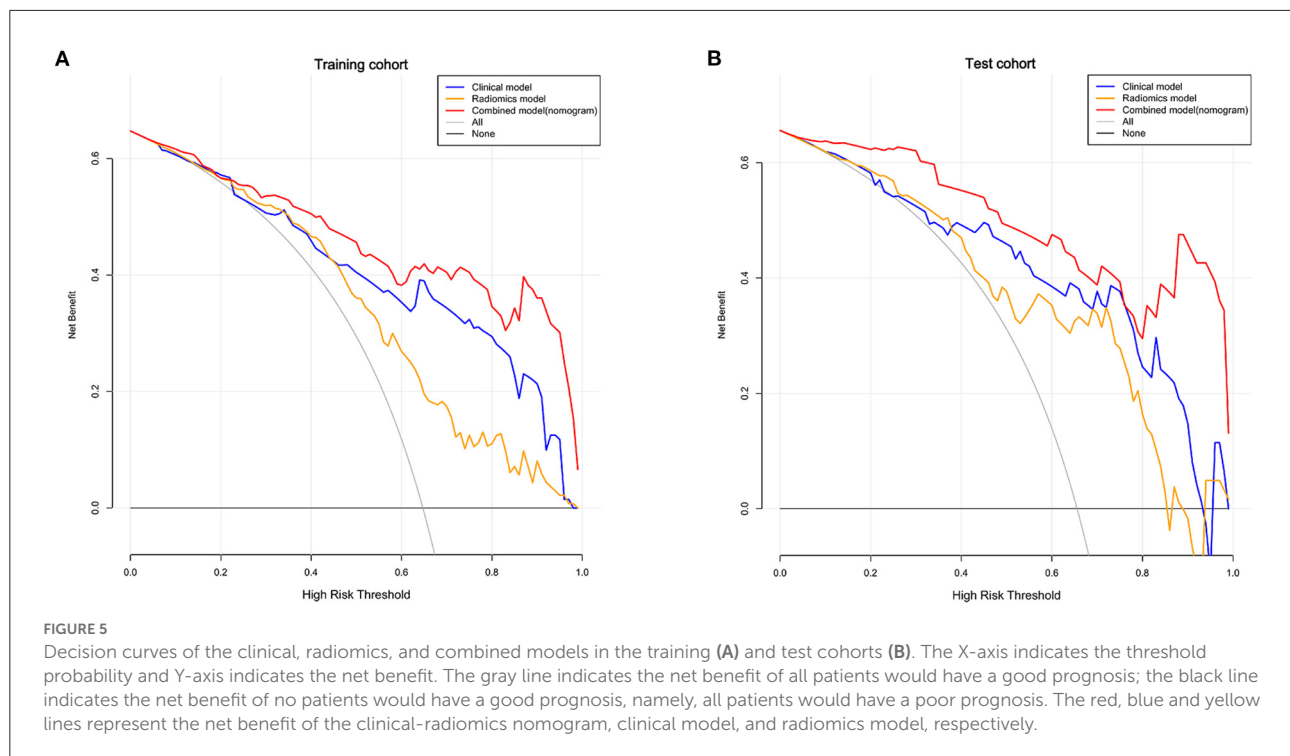 A
Training cohort
Clinical model
Radiomics model
Combined model(nomogram)
All
None
Net Benefit
0.6
0.4
0.2
0.0
0.0 0.2 0.4 0.6 0.8 1.0
High Risk Threshold
B
Test cohort
Clinical model
Radiomics model
Combined model(nomogram)
All
None
Net Benefit
0.6
0.4
0.2
0.0
0.0 0.2 0.4 0.6 0.8 1.0
High Risk Threshold
FIGURE 5
Decision curves of the clinical, radiomics, and combined models in the training (A) and test cohorts (B). The X-axis indicates the threshold
probability and Y-axis indicates the net benefit. The gray line indicates the net benefit of all patients would have a good prognosis; the black line
indicates the net benefit of no patients would have a good prognosis, namely, all patients would have a poor prognosis. The red, blue and yellow
lines represent the net benefit of the clinical-radiomics nomogram, clinical model, and radiomics model, respectively.